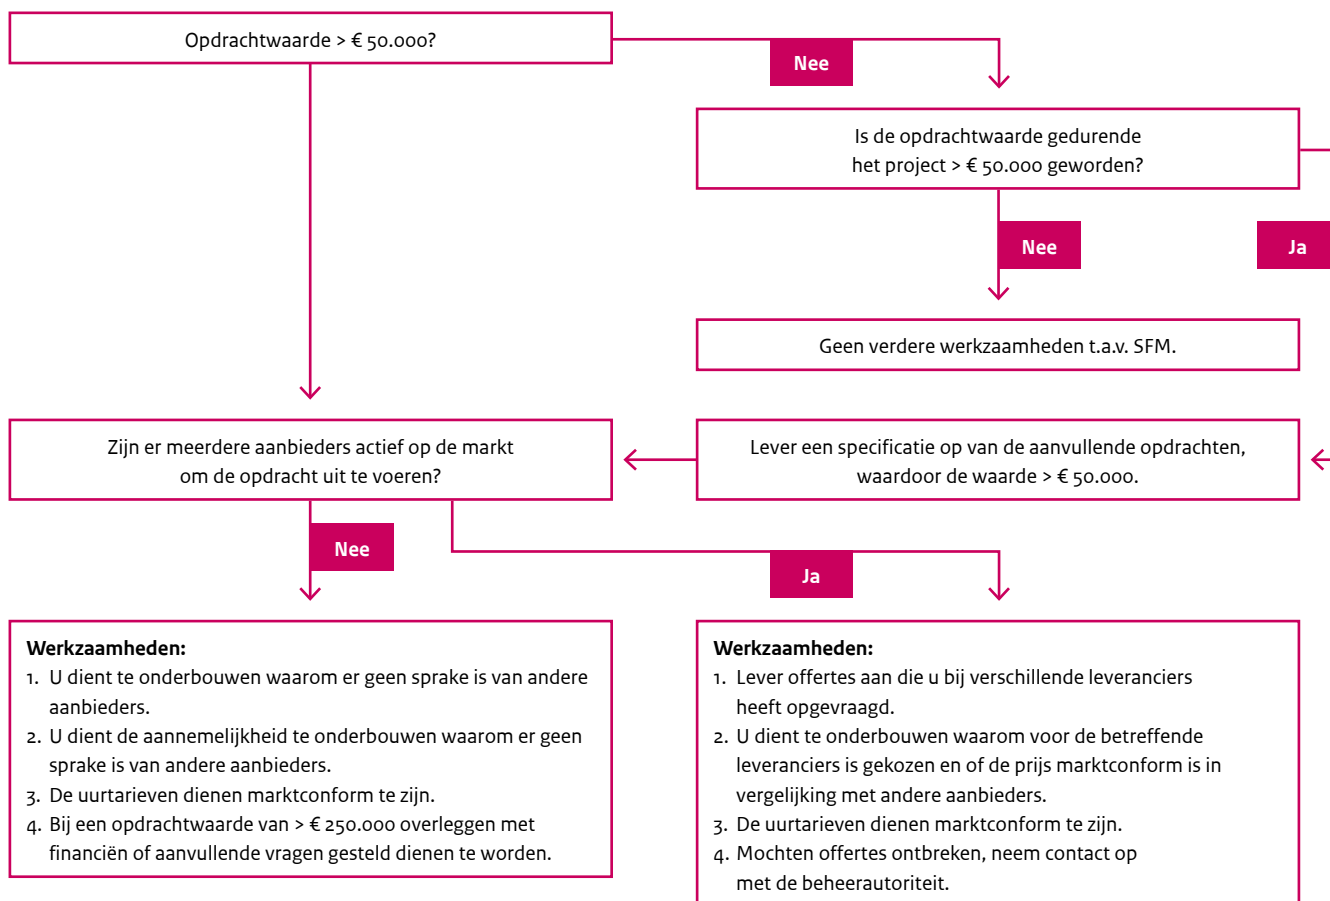 Opdrachtwaarde > € 50.000?
Nee
Is de opdrachtwaarde gedurende
het project > € 50.000 geworden?
Nee
Ja
Geen verdere werkzaamheden t.a.v. SFM.
Zijn er meerdere aanbieders actief op de markt
om de opdracht uit te voeren?
Lever een specificatie op van de aanvullende opdrachten,
waardoor de waarde > € 50.000.
Nee
Ja
Werkzaamheden:
1. U dient te onderbouwen waarom er geen sprake is van andere
aanbieders.
2. U dient de aannemelijkheid te onderbouwen waarom er geen
sprake is van andere aanbieders.
3. De uurtarieven dienen marktconform te zijn.
4. Bij een opdrachtwaarde van > € 250.000 overleggen met
financiën of aanvullende vragen gesteld dienen te worden.
Werkzaamheden:
1. Lever offertes aan die u bij verschillende leveranciers
heeft opgevraagd.
2. U dient te onderbouwen waarom voor de betreffende
leveranciers is gekozen en of de prijs marktconform is in
vergelijking met andere aanbieders.
3. De uurtarieven dienen marktconform te zijn.
4. Mochten offertes ontbreken, neem contact op
met de beheerautoriteit.